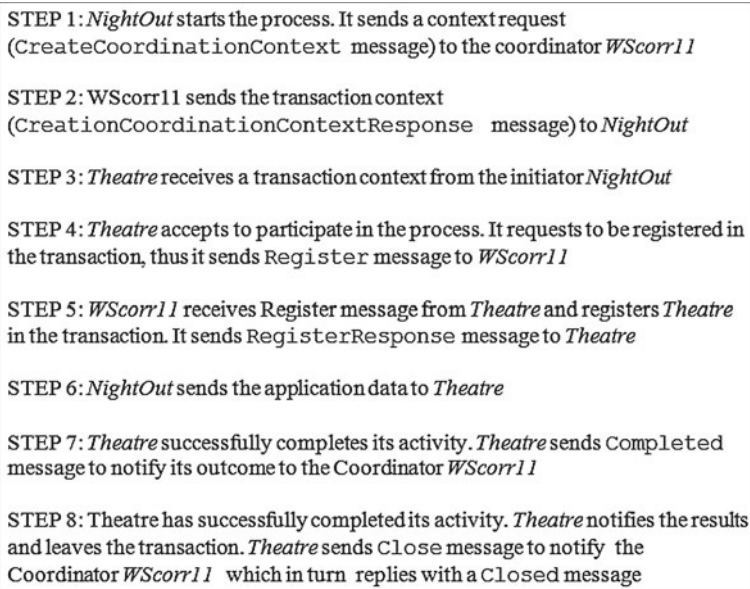 STEP 1: NightOut starts the process. It sends a context request
(CreateCoordinationContext message) to the coordinator WScorr11
STEP 2: WScorr11 sends the transaction context
(CreationCoordinationContextResponse message) to NightOut
STEP 3: Theatre receives a transaction context from the initiator NightOut
STEP 4: Theatre accepts to participate in the process. It requests to be registered in
the transaction, thus it sends Register message to WScorr11
STEP 5: WScorr11 receives Register message from Theatre and registers Theatre
in the transaction. It sends RegisterResponse message to Theatre
STEP 6: NightOut sends the application data to Theatre
STEP 7: Theatre successfully completes its activity. Theatre sends Completed
message to notify its outcome to the Coordinator WScorr11
STEP 8: Theatre has successfully completed its activity. Theatre notifies the results
and leaves the transaction. Theatre sends Close message to notify the
Coordinator WScorr11 which in turn replies with a Closed message